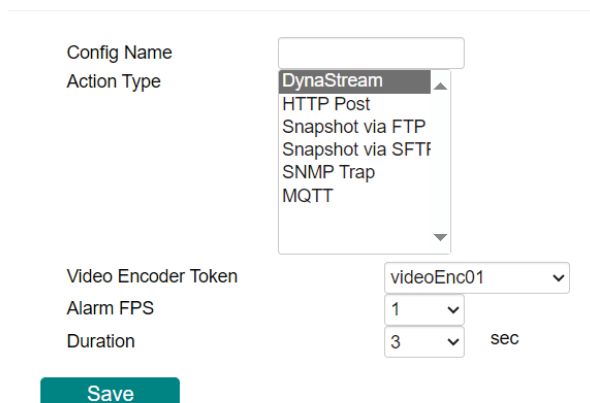 Config Name
Action Type
DynaStream
HTTP Post
Snapshot via FTP
Snapshot via SFTF
SNMP Trap
MQTT
Video Encoder Token videoEnc01
Alarm FPS 1
Duration 3 sec
Save